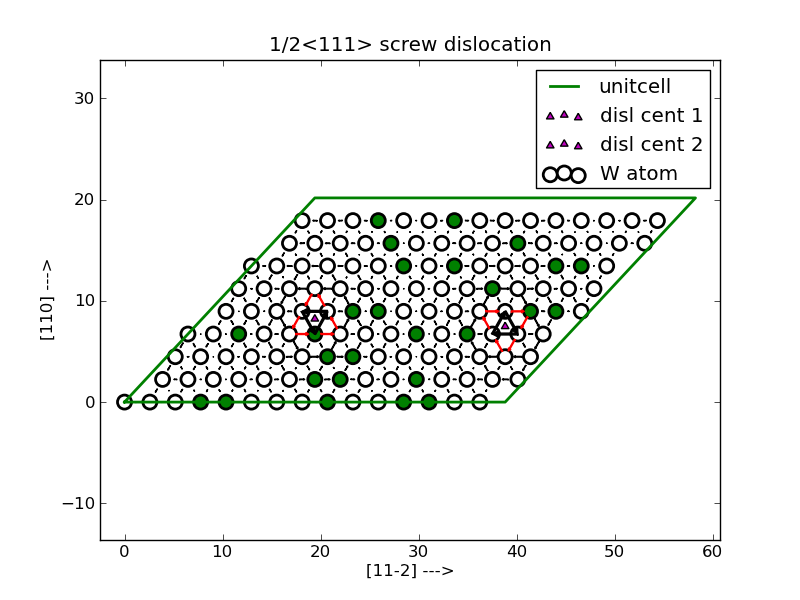 1/2<111> screw dislocation
unitcell
disl cent 1
disl cent 2
W atom
30
20
10
0
−10
[110] --->
0 10 20 30 40 50 60
[11-2] --->